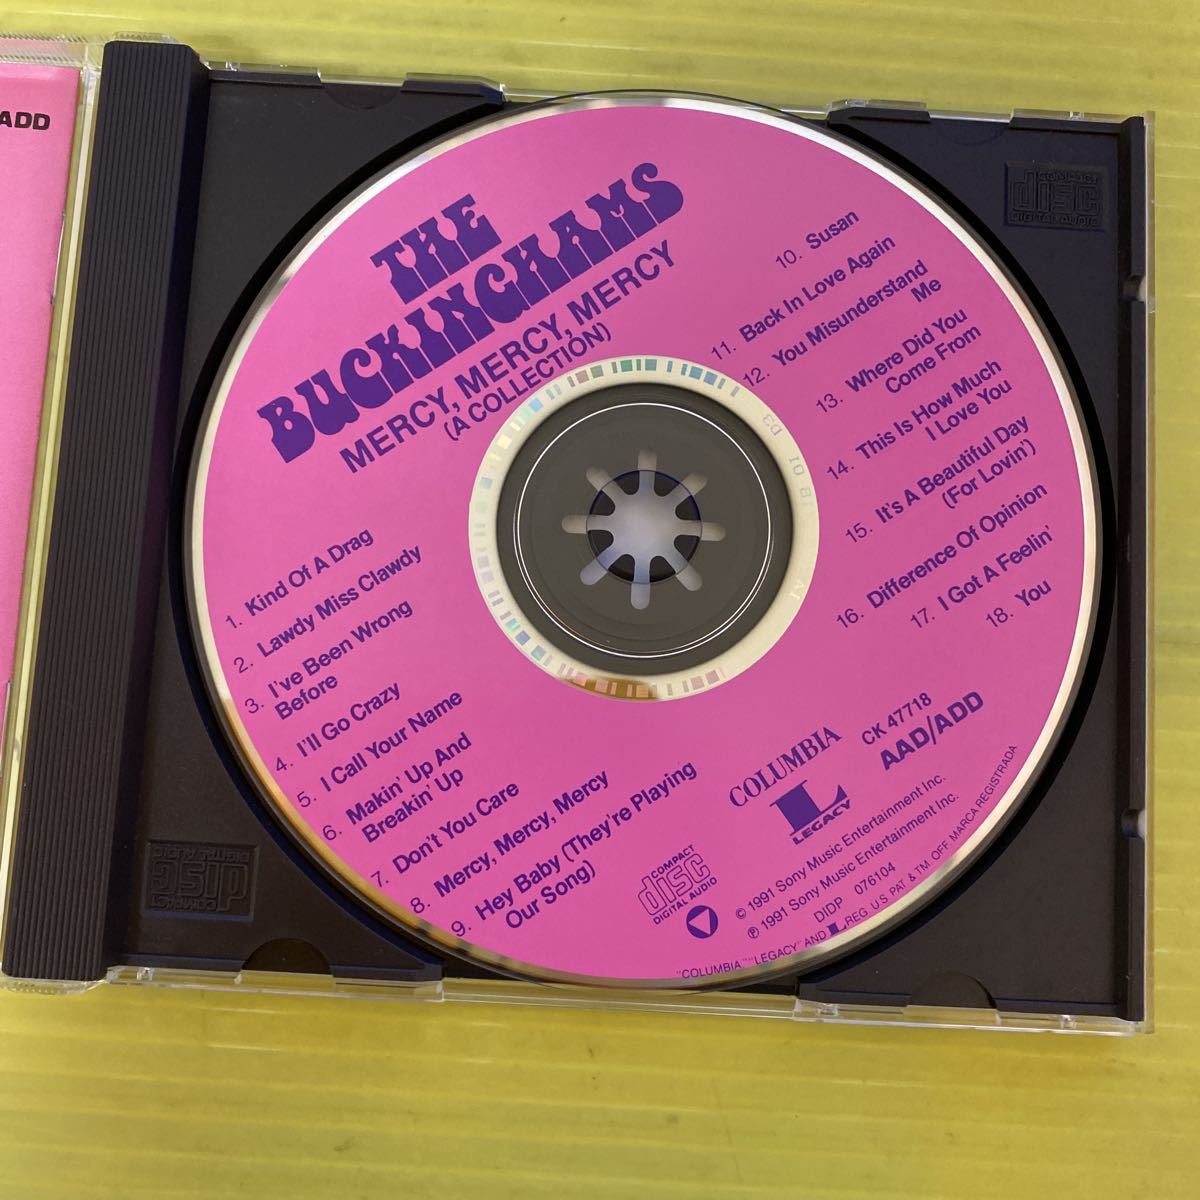 ADD
THE
BUCKINGHAMS
MERCY, MERCY, MERCY
(A COLLECTION)
1. Kind Of A Drag
2. Lawdy Miss Clawdy
3. I've Been Wrong
Before
4. I'll Go Crazy
5. I Call Your Name
6. Makin' Up And
Breakin' Up
7. Don't You Care
8. Mercy, Mercy, Mercy
9. Hey Baby (They're Playing
Our Song)
10. Susan
11. Back In Love Again
12. You Misunderstand
Me
13. Where Did You
Come From
14. This Is How Much
I Love You
15. It's A Beautiful Day
(For Lovin')
16. Difference Of Opinion
17. I Got A Feelin'
18. You
COLUMBIA
L
LEGACY
CK 47718
AAD/ADD
COMPACT
disc
DIGITAL AUDIO
© 1991 Sony Music Entertainment Inc.
℗ 1991 Sony Music Entertainment Inc.
DIDP 076104
"COLUMBIA" "LEGACY" AND L REG. U.S. PAT & TM. OFF. MARCA REGISTRADA
COMPACT
disc
DIGITAL AUDIO
COMPACT
disc
DIGITAL AUDIO